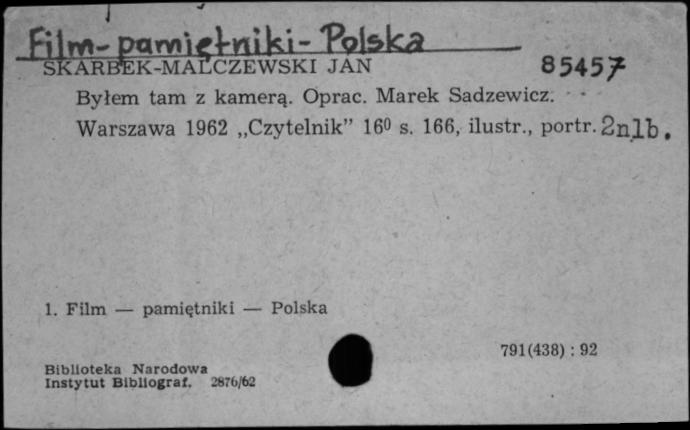 Film - pamiętniki - Polska
SKARBEK-MALCZEWSKI JAN 85457
Byłem tam z kamerą. Oprac. Marek Sadzewicz.
Warszawa 1962 „Czytelnik” 16⁰ s. 166, ilustr., portr. 2nlb.
1. Film — pamiętniki — Polska
791(438) : 92
Biblioteka Narodowa
Instytut Bibliograf. 2876/62